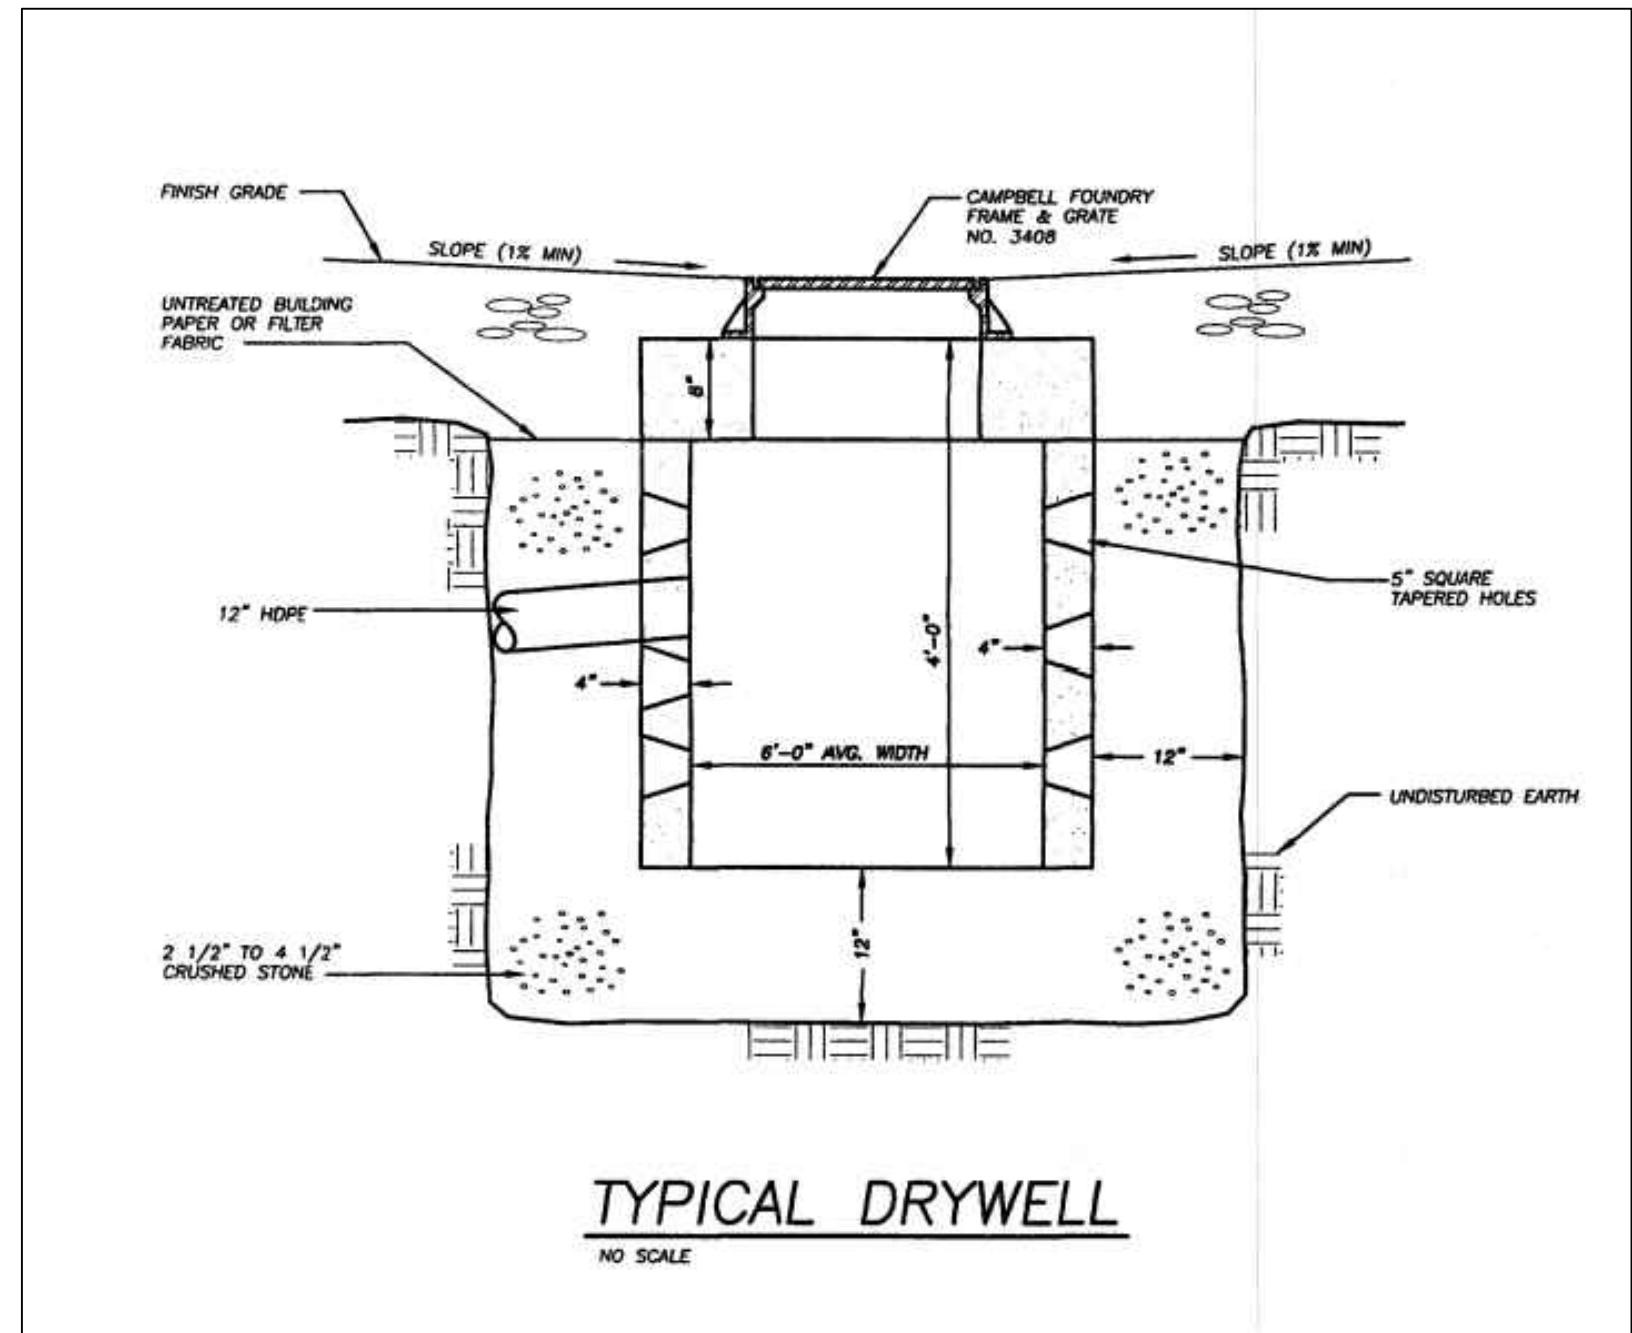 FINISH GRADE
CAMPBELL FOUNDRY
FRAME & GRATE
NO. 3408
SLOPE (1% MIN)
SLOPE (1% MIN)
UNTREATED BUILDING
PAPER OR FILTER
FABRIC
8"
5" SQUARE
TAPERED HOLES
12" HDPE
4'-0"
4"
4"
6'-0" AVG. WIDTH
12"
UNDISTURBED EARTH
12"
2 1/2" TO 4 1/2"
CRUSHED STONE
TYPICAL DRYWELL
NO SCALE